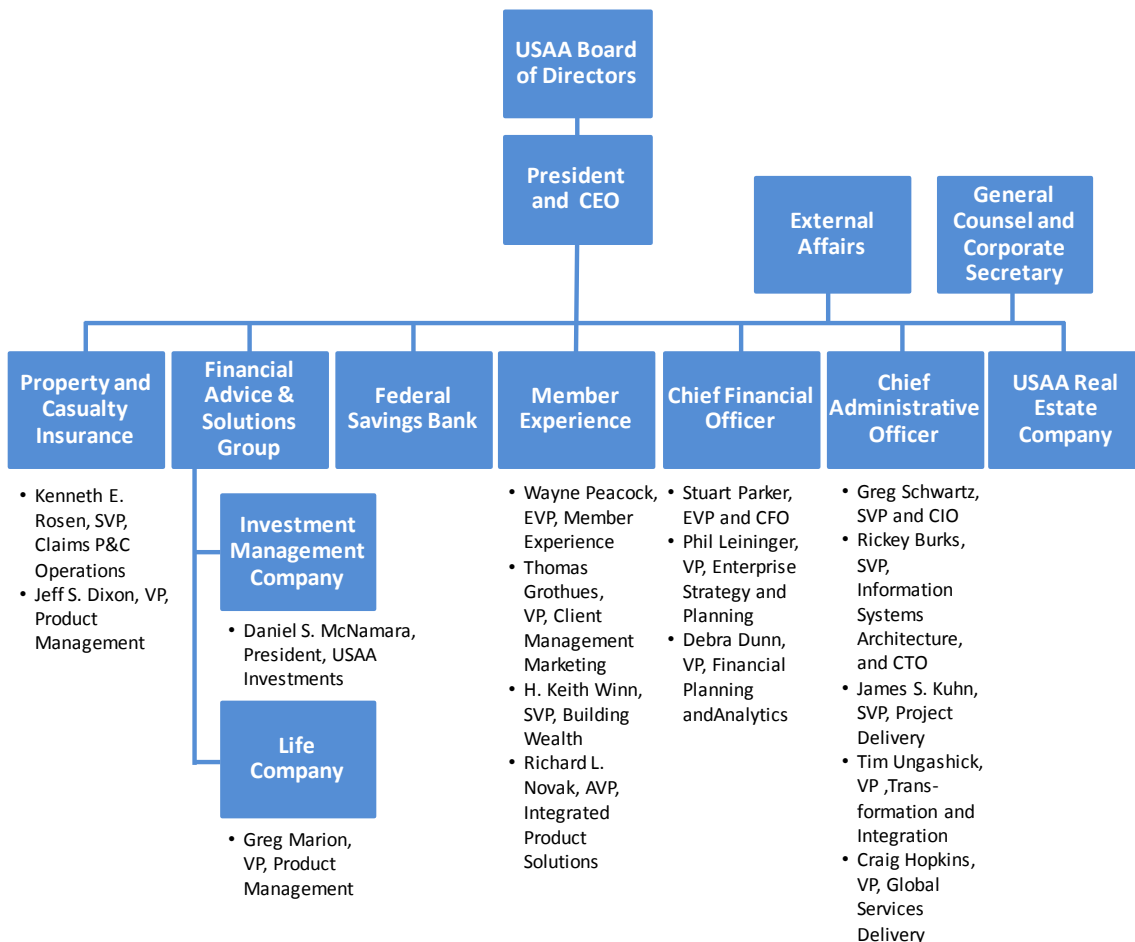 USAA Board
of Directors
President
and CEO
External
Affairs
General
Counsel and
Corporate
Secretary
Property and
Casualty
Insurance
Financial
Advice &
Solutions
Group
Federal
Savings Bank
Member
Experience
Chief Financial
Officer
Chief
Administrative
Officer
USAA Real
Estate
Company
• Kenneth E.
Rosen, SVP,
Claims P&C
Operations
• Jeff S. Dixon, VP,
Product
Management
Investment
Management
Company
• Daniel S. McNamara,
President, USAA
Investments
Life
Company
• Greg Marion,
VP, Product
Management
• Wayne Peacock,
EVP, Member
Experience
• Thomas
Grothues,
VP, Client
Management
Marketing
• H. Keith Winn,
SVP, Building
Wealth
• Richard L.
Novak, AVP,
Integrated
Product
Solutions
• Stuart Parker,
EVP and CFO
• Phil Leininger,
VP, Enterprise
Strategy and
Planning
• Debra Dunn,
VP, Financial
Planning
andAnalytics
• Greg Schwartz,
SVP and CIO
• Rickey Burks,
SVP,
Information
Systems
Architecture,
and CTO
• James S. Kuhn,
SVP, Project
Delivery
• Tim Ungashick,
VP ,Trans-
formation and
Integration
• Craig Hopkins,
VP, Global
Services
Delivery